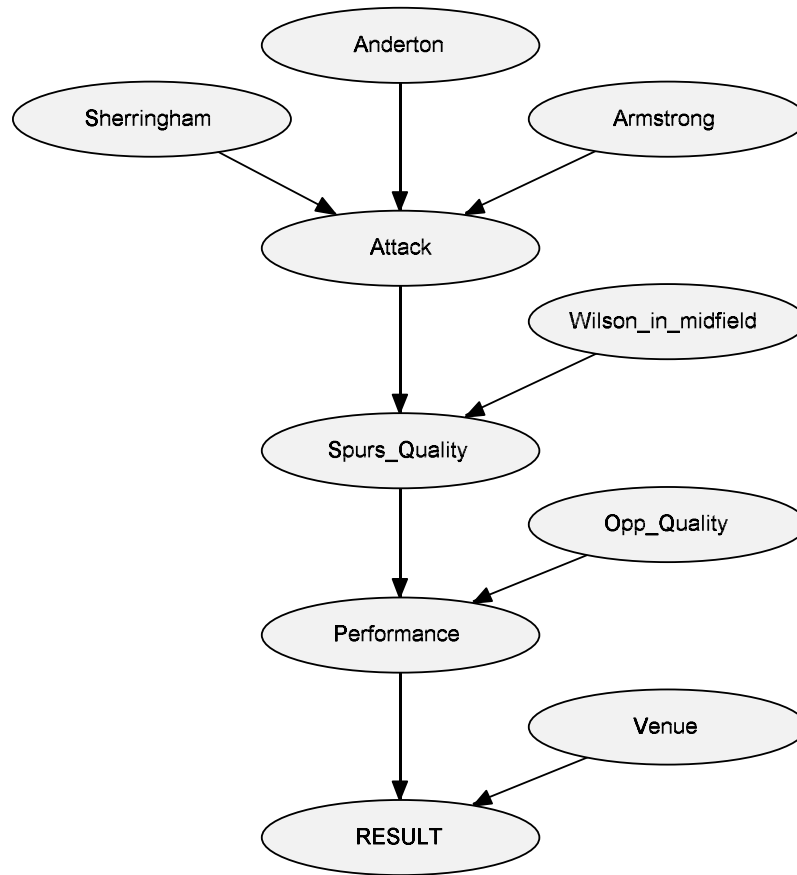 Anderton
Sherringham
Armstrong
Attack
Wilson_in_midfield
Spurs_Quality
Opp_Quality
Performance
Venue
RESULT